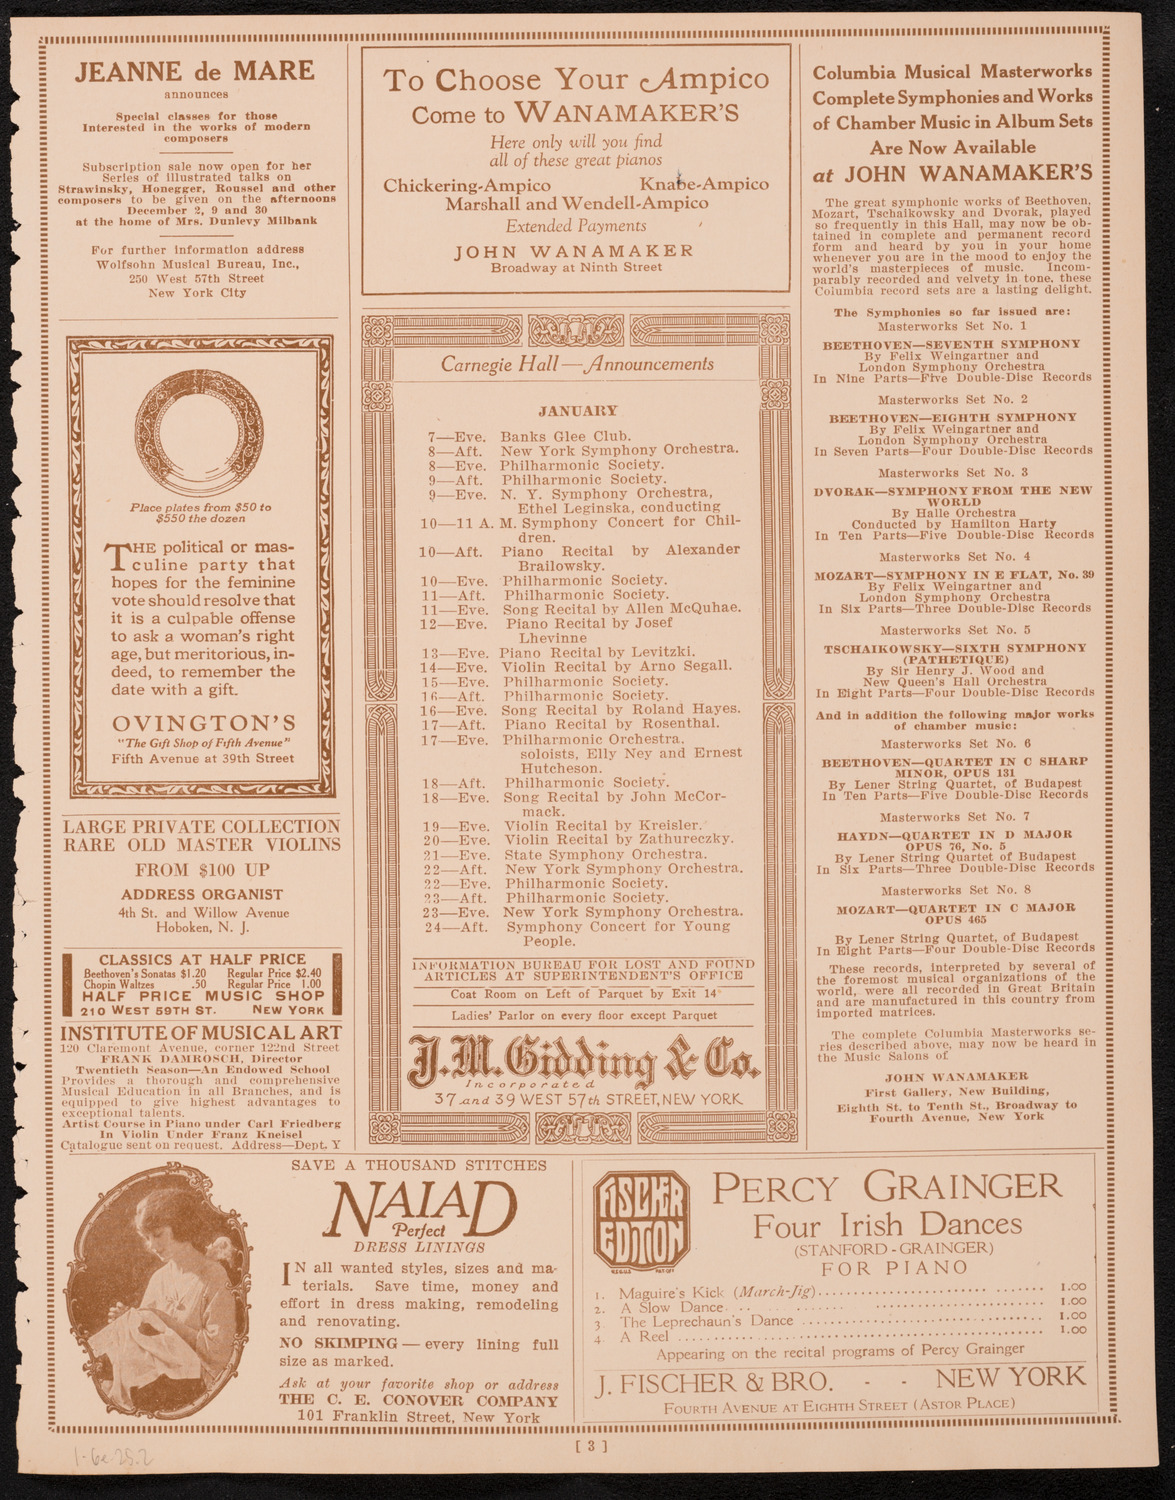 JEANNE de MARE
announces
Special classes for those
Interested in the works of modern
composers
Subscription sale now open for her
Series of illustrated talks on
Strawinsky, Honegger, Roussel and other
composers to be given on the afternoons
December 2, 9 and 30
at the home of Mrs. Dunlevy Milbank
For further information address
Wolfsohn Musical Bureau, Inc.,
250 West 57th Street
New York City
Place plates from $50 to
$550 the dozen
THE political or mas-
culine party that
hopes for the feminine
vote should resolve that
it is a culpable offense
to ask a woman's right
age, but meritorious, in-
deed, to remember the
date with a gift.
OVINGTON'S
"The Gift Shop of Fifth Avenue"
Fifth Avenue at 39th Street
LARGE PRIVATE COLLECTION
RARE OLD MASTER VIOLINS
FROM $100 UP
ADDRESS ORGANIST
4th St. and Willow Avenue
Hoboken, N. J.
CLASSICS AT HALF PRICE
Beethoven's Sonatas $1.20 Regular Price $2.40
Chopin Waltzes .50 Regular Price 1.00
HALF PRICE MUSIC SHOP
210 WEST 59TH ST. NEW YORK
INSTITUTE OF MUSICAL ART
120 Claremont Avenue, corner 122nd Street
FRANK DAMROSCH, Director
Twentieth Season—An Endowed School
Provides a thorough and comprehensive
Musical Education in all Branches, and is
equipped to give highest advantages to
exceptional talents.
Artist Course in Piano under Carl Friedberg
In Violin Under Franz Kneisel
Catalogue sent on request. Address—Dept. Y
To Choose Your Ampico
Come to WANAMAKER'S
Here only will you find
all of these great pianos
Chickering-Ampico Knabe-Ampico
Marshall and Wendell-Ampico
Extended Payments
JOHN WANAMAKER
Broadway at Ninth Street
Carnegie Hall—Announcements
JANUARY
7—Eve. Banks Glee Club.
8—Aft. New York Symphony Orchestra.
8—Eve. Philharmonic Society.
9—Aft. Philharmonic Society.
9—Eve. N. Y. Symphony Orchestra,
Ethel Leginska, conducting
10—11 A. M. Symphony Concert for Chil-
dren.
10—Aft. Piano Recital by Alexander
Brailowsky.
10—Eve. Philharmonic Society.
11—Aft. Philharmonic Society.
11—Eve. Song Recital by Allen McQuhae.
12—Eve. Piano Recital by Josef
Lhevinne
13—Eve. Piano Recital by Levitzki.
14—Eve. Violin Recital by Arno Segall.
15—Eve. Philharmonic Society.
16—Aft. Philharmonic Society.
16—Eve. Song Recital by Roland Hayes.
17—Aft. Piano Recital by Rosenthal.
17—Eve. Philharmonic Orchestra,
soloists, Elly Ney and Ernest
Hutcheson.
18—Aft. Philharmonic Society.
18—Eve. Song Recital by John McCor-
mack.
19—Eve. Violin Recital by Kreisler.
20—Eve. Violin Recital by Zathureczky.
21—Eve. State Symphony Orchestra.
22—Aft. New York Symphony Orchestra.
22—Eve. Philharmonic Society.
23—Aft. Philharmonic Society.
23—Eve. New York Symphony Orchestra.
24—Aft. Symphony Concert for Young
People.
INFORMATION BUREAU FOR LOST AND FOUND
ARTICLES AT SUPERINTENDENT'S OFFICE
Coat Room on Left of Parquet by Exit 14
Ladies' Parlor on every floor except Parquet
J. M. Gidding & Co.
Incorporated
37 and 39 WEST 57th STREET, NEW YORK
Columbia Musical Masterworks
Complete Symphonies and Works
of Chamber Music in Album Sets
Are Now Available
at JOHN WANAMAKER'S
The great symphonic works of Beethoven,
Mozart, Tschaikowsky and Dvorak, played
so frequently in this Hall, may now be ob-
tained in complete and permanent record
form and heard by you in your home
whenever you are in the mood to enjoy the
world's masterpieces of music. Incom-
parably recorded and velvety in tone, these
Columbia record sets are a lasting delight.
The Symphonies so far issued are:
Masterworks Set No. 1
BEETHOVEN—SEVENTH SYMPHONY
By Felix Weingartner and
London Symphony Orchestra
In Nine Parts—Five Double-Disc Records
Masterworks Set No. 2
BEETHOVEN—EIGHTH SYMPHONY
By Felix Weingartner and
London Symphony Orchestra
In Seven Parts—Four Double-Disc Records
Masterworks Set No. 3
DVORAK—SYMPHONY FROM THE NEW
WORLD
By Halle Orchestra
Conducted by Hamilton Harty
In Ten Parts—Five Double-Disc Records
Masterworks Set No. 4
MOZART—SYMPHONY IN E FLAT, No. 39
By Felix Weingartner and
London Symphony Orchestra
In Six Parts—Three Double-Disc Records
Masterworks Set No. 5
TSCHAIKOWSKY—SIXTH SYMPHONY
(PATHETIQUE)
By Sir Henry J. Wood and
New Queen's Hall Orchestra
In Eight Parts—Four Double-Disc Records
And in addition the following major works
of chamber music:
Masterworks Set No. 6
BEETHOVEN—QUARTET IN C SHARP
MINOR, OPUS 131
By Lener String Quartet, of Budapest
In Ten Parts—Five Double-Disc Records
Masterworks Set No. 7
HAYDN—QUARTET IN D MAJOR
OPUS 76, No. 5
By Lener String Quartet of Budapest
In Six Parts—Three Double-Disc Records
Masterworks Set No. 8
MOZART—QUARTET IN C MAJOR
OPUS 465
By Lener String Quartet, of Budapest
In Eight Parts—Four Double-Disc Records
These records, interpreted by several of
the foremost musical organizations of the
world, were all recorded in Great Britain
and are manufactured in this country from
imported matrices.
The complete Columbia Masterworks se-
ries described above, may now be heard in
the Music Salons of
JOHN WANAMAKER
First Gallery, New Building,
Eighth St. to Tenth St., Broadway to
Fourth Avenue, New York
SAVE A THOUSAND STITCHES
NAIAD
Perfect
DRESS LININGS
IN all wanted styles, sizes and ma-
terials. Save time, money and
effort in dress making, remodeling
and renovating.
NO SKIMPING—every lining full
size as marked.
Ask at your favorite shop or address
THE C. E. CONOVER COMPANY
101 Franklin Street, New York
FISCHER
EDITION
PERCY GRAINGER
Four Irish Dances
(STANFORD-GRAINGER)
FOR PIANO
1. Maguire's Kick (March-Jig) 1.00
2. A Slow Dance 1.00
3. The Leprechaun's Dance 1.00
4. A Reel 1.00
Appearing on the recital programs of Percy Grainger
J. FISCHER & BRO. - - NEW YORK
FOURTH AVENUE AT EIGHTH STREET (ASTOR PLACE)
[ 3 ]
1-6e-25.2